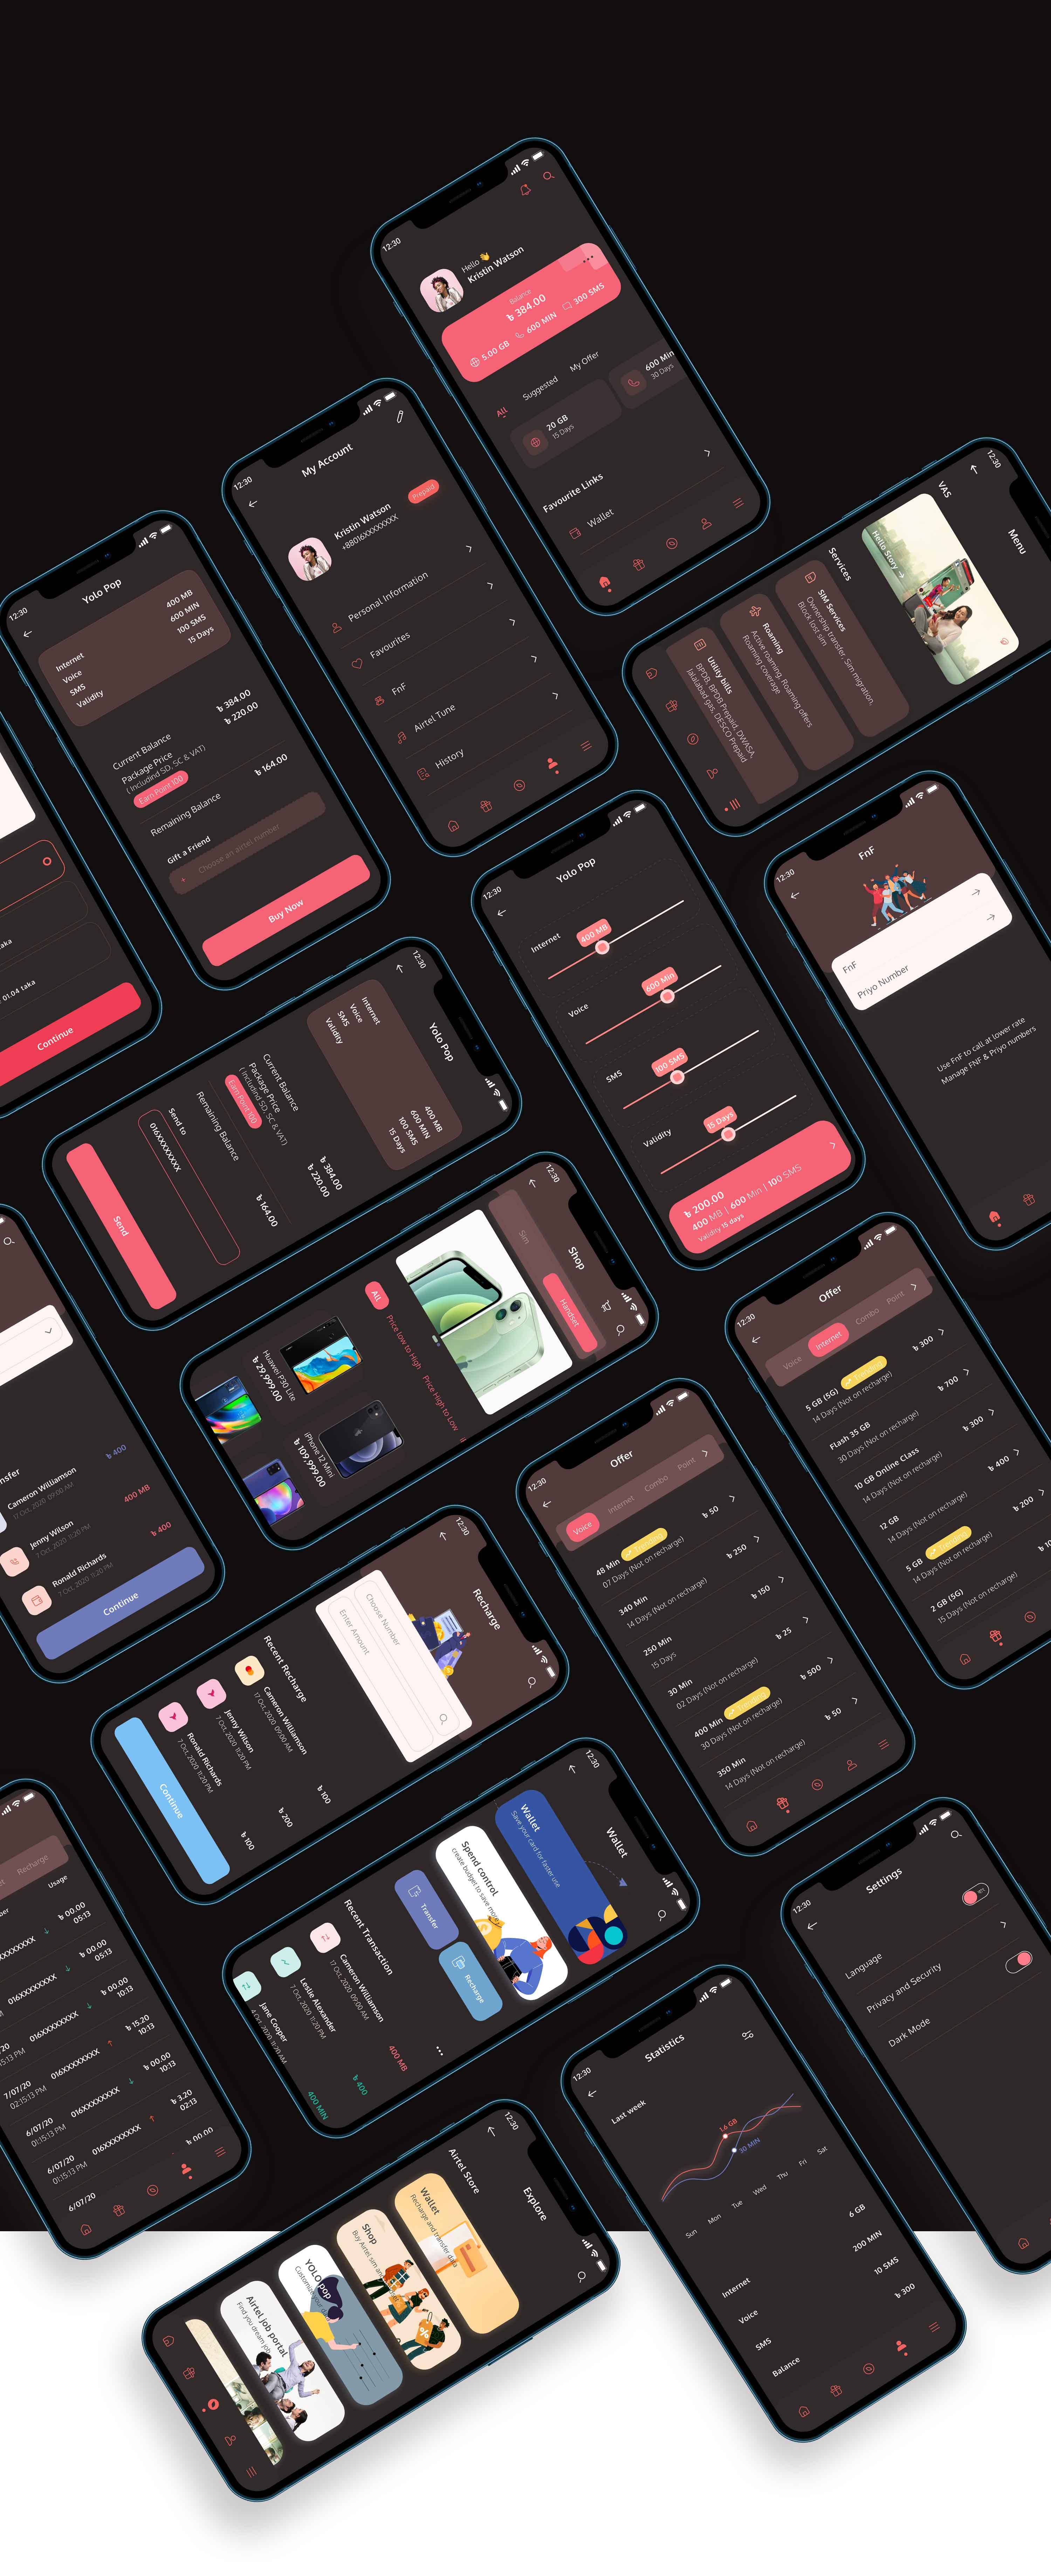 12:30
Hello 👋
Kristin Watson
Balance
৳ 384.00
5.00 GB
600 MIN
300 SMS
All
Suggested
My Offer
20 GB
15 Days
600 Min
30 Days
Favourite Links
Wallet
12:30
My Account
Kristin Watson
+88016XXXXXXXX
Prepaid
Personal Information
Favourites
FnF
Airtel Tune
History
12:30
Menu
VAS
Hello Story →
Services
SIM Services
Ownership transfer, Sim migration,
Block lost sim
Roaming
Active roaming, Roaming offers
Roaming coverage
Utility bills
BPDB, BPDB Prepaid, DWASA,
Jalalabad gas, DESCO Prepaid
12:30
Yolo Pop
Internet
400 MB
Voice
600 MIN
SMS
100 SMS
Validity
15 Days
Current Balance
৳ 384.00
Package Price
৳ 220.00
( Includind SD, SC & VAT)
Earn Point 100
Remaining Balance
৳ 164.00
Gift a Friend
Choose an airtel number
Buy Now
taka
01.04 taka
Continue
12:30
Yolo Pop
Internet
400 MB
Voice
600 Min
SMS
100 SMS
Validity
15 Days
৳ 200.00
400 MB | 600 Min | 100 SMS
Validity 15 days
12:30
FnF
FnF
Priyo Number
Use FnF to call at lower rate
Manage FNF & Priyo numbers
12:30
Yolo Pop
Internet
400 MB
Voice
600 MIN
SMS
100 SMS
Validity
15 Days
Current Balance
৳ 384.00
Package Price
৳ 220.00
( Includind SD, SC & VAT)
Earn Point 100
Remaining Balance
৳ 164.00
Send to
016XXXXXXXXX
Send
12:30
Shop
Sim
Handset
All
Price low to High
Price High to Low
Huawei P30 Lite
৳ 29,999.00
iPhone 12 Mini
৳ 109,999.00
12:30
Offer
Voice
Internet
Combo
Point
5 GB (5G)
Trending
৳ 300
14 Days (Not on recharge)
Flash 35 GB
৳ 700
30 Days (Not on recharge)
10 GB Online Class
৳ 300
14 Days (Not on recharge)
12 GB
৳ 400
14 Days (Not on recharge)
5 GB
Trending
৳ 200
14 Days (Not on recharge)
2 GB (5G)
15 Days (Not on recharge)
12:30
Offer
Voice
Internet
Combo
Point
48 Min
Trending
৳ 50
07 Days (Not on recharge)
340 Min
৳ 250
14 Days (Not on recharge)
250 Min
৳ 150
15 Days
30 Min
৳ 25
02 Days (Not on recharge)
400 Min
Trending
৳ 500
30 Days (Not on recharge)
350 Min
৳ 50
14 Days (Not on recharge)
nsfer
Cameron Williamson
৳ 400
17 Oct, 2020 09:00 AM
Jenny Wilson
400 MB
7 Oct, 2020 11:20 PM
Ronald Richards
৳ 400
7 Oct, 2020 11:20 PM
Continue
12:30
Recharge
Choose Number
Enter Amount
Recent Recharge
Cameron Williamson
৳ 100
17 Oct, 2020 09:00 AM
Jenny Wilson
৳ 200
7 Oct, 2020 11:20 PM
Ronald Richards
৳ 100
7 Oct, 2020 11:20 PM
Continue
12:30
Wallet
Wallet
Save your card for faster use
Spend control
create budget to save more
Transfer
Recharge
Recent Transaction
Cameron Williamson
400 MB
17 Oct, 2020 09:00 AM
Leslie Alexander
৳ 400
7 Oct, 2020 11:20 PM
Jane Cooper
400 MIN
4 Oct, 2020 11:20 AM
12:30
Settings
Language
Privacy and Security
Dark Mode
12:30
Statistics
Last week
1.6 GB
30 MIN
Sun
Mon
Tue
Wed
Thu
Fri
Sat
Internet
6 GB
Voice
200 MIN
SMS
10 SMS
Balance
৳ 300
Recharge
Usage
৳ 00.00
05:13
৳ 00.00
05:13
016XXXXXXXXX
৳ 00.00
10:13
7/07/20
016XXXXXXXXX
৳ 15.20
02:15:13 PM
10:13
6/07/20
016XXXXXXXXX
৳ 00.00
01:15:13 PM
10:13
6/07/20
016XXXXXXXXX
৳ 3.20
01:15:13 PM
02:13
6/07/20
৳ 00.00
12:30
Explore
Airtel Store
Wallet
Recharge and transfer data
Shop
Buy Airtel sim and
YOLO pop
Customize
Airtel job portal
Find you dream job